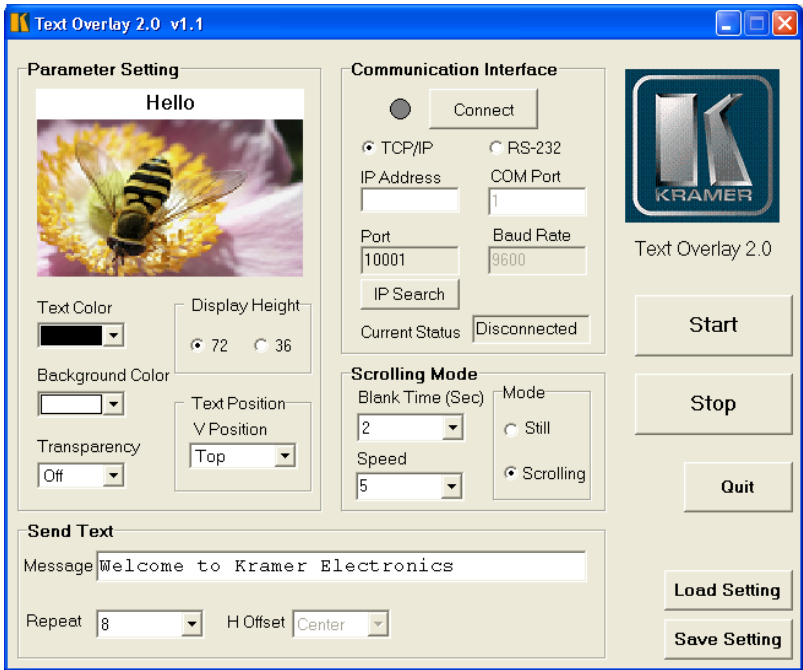 Text Overlay 2.0 v1.1
Parameter Setting
Hello
Text Color
Display Height
72
36
Background Color
Text Position
V Position
Top
Transparency
Off
Communication Interface
Connect
TCP/IP
RS-232
IP Address
COM Port
1
Port
Baud Rate
10001
9600
IP Search
Current Status
Disconnected
Scrolling Mode
Blank Time (Sec)
2
Speed
5
Mode
Still
Scrolling
KRAMER
Text Overlay 2.0
Start
Stop
Quit
Send Text
Message
Welcome to Kramer Electronics
Repeat
8
H Offset
Center
Load Setting
Save Setting